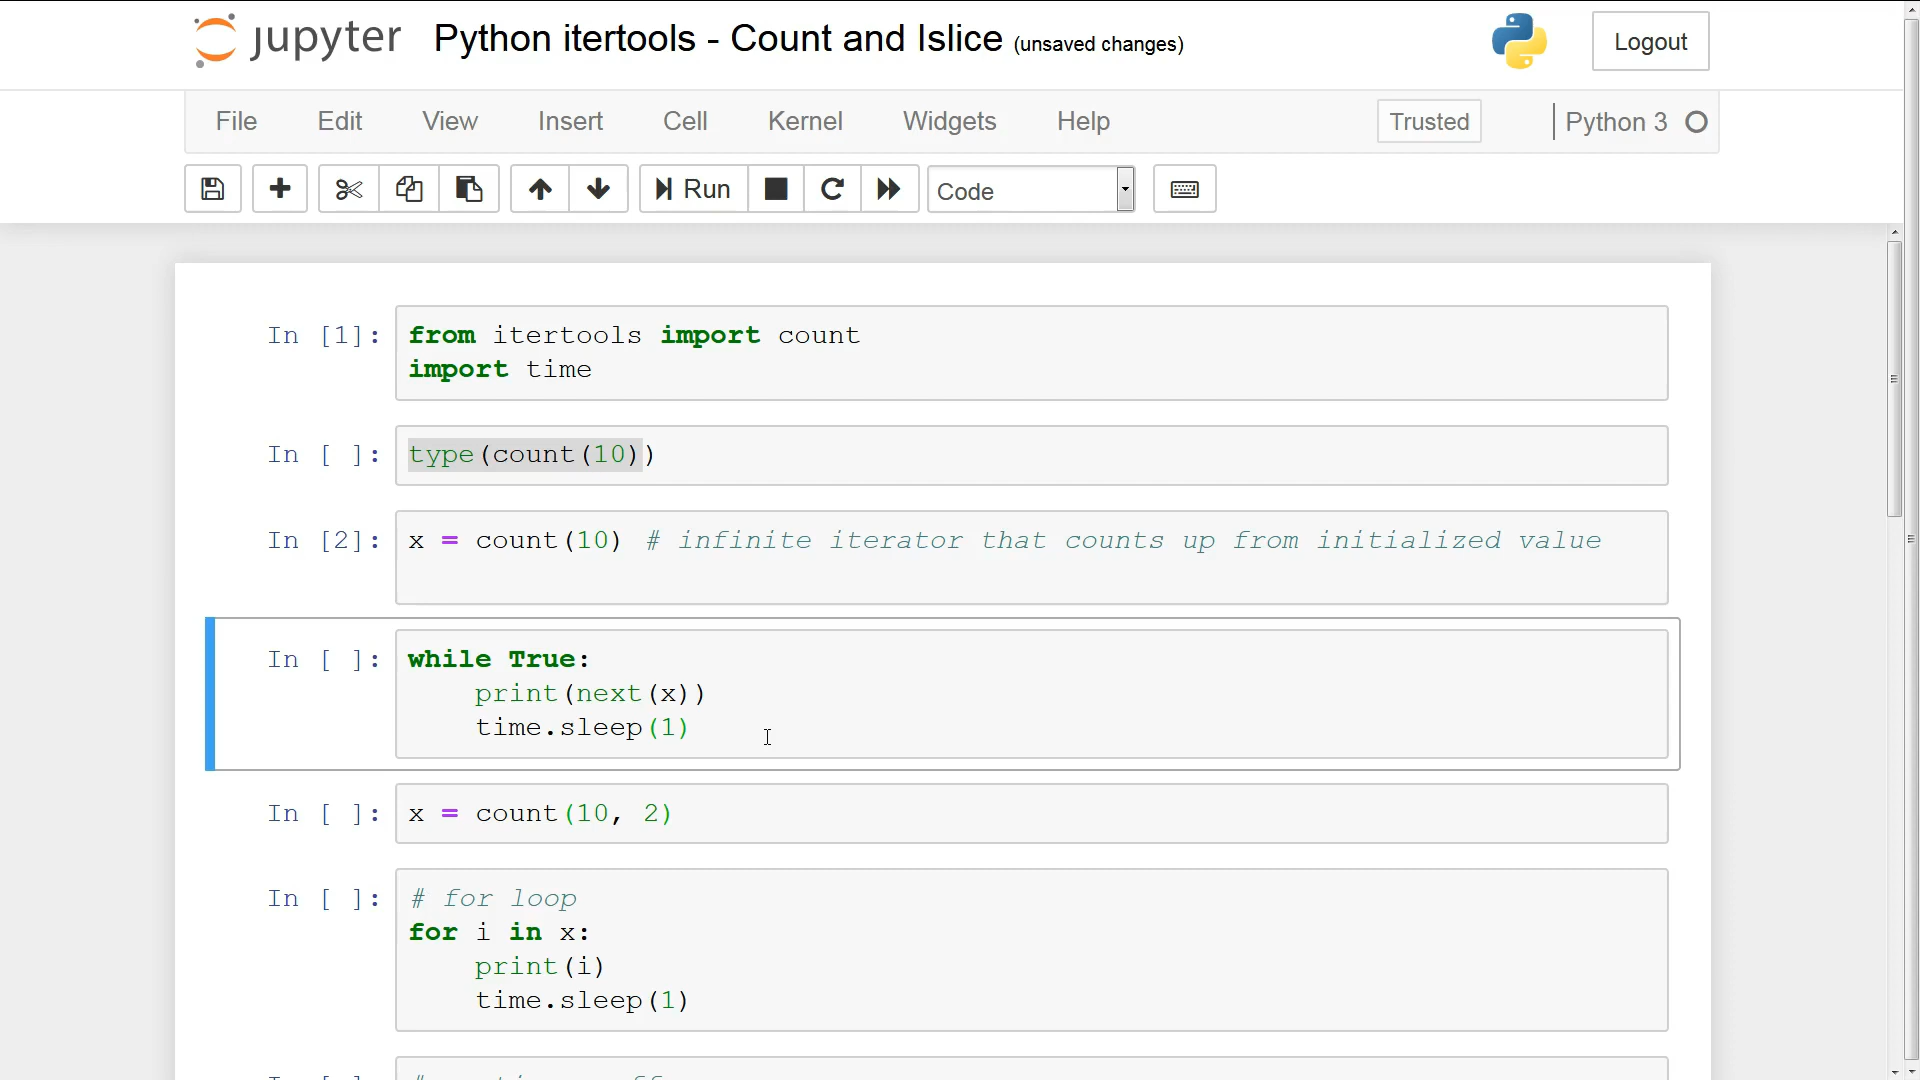 jupyter Python itertools - Count and Islice (unsaved changes) Logout
File Edit View Insert Cell Kernel Widgets Help Trusted Python 3
Run Code
In [1]: from itertools import count
import time
In [ ]: type(count(10))
In [2]: x = count(10) # infinite iterator that counts up from initialized value
In [ ]: while True:
print(next(x))
time.sleep(1)
In [ ]: x = count(10, 2)
In [ ]: # for loop
for i in x:
print(i)
time.sleep(1)